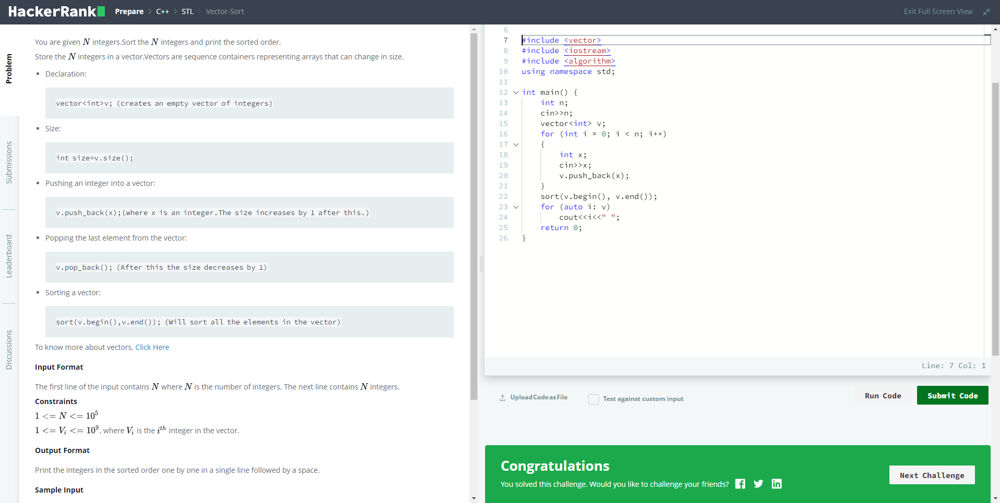 HackerRank Prepare > C++ > STL > Vector-Sort Exit Full Screen View
Problem
Submissions
Leaderboard
Discussions
You are given N integers.Sort the N integers and print the sorted order.
Store the N integers in a vector.Vectors are sequence containers representing arrays that can change in size.
• Declaration:
vector<int>v; (creates an empty vector of integers)
• Size:
int size=v.size();
• Pushing an integer into a vector:
v.push_back(x);(where x is an integer.The size increases by 1 after this.)
• Popping the last element from the vector:
v.pop_back(); (After this the size decreases by 1)
• Sorting a vector:
sort(v.begin(),v.end()); (Will sort all the elements in the vector)
To know more about vectors, Click Here
Input Format
The first line of the input contains N where N is the number of integers. The next line contains N integers.
Constraints
1 <= N <= 10⁵
1 <= Vᵢ <= 10⁹, where Vᵢ is the iᵗʰ integer in the vector.
Output Format
Print the integers in the sorted order one by one in a single line followed by a space.
Sample Input
6
7 #include <vector>
8 #include <iostream>
9 #include <algorithm>
10 using namespace std;
11
12 int main() {
13     int n;
14     cin>>n;
15     vector<int> v;
16     for (int i = 0; i < n; i++)
17     {
18         int x;
19         cin>>x;
20         v.push_back(x);
21     }
22     sort(v.begin(), v.end());
23     for (auto i: v)
24         cout<<i<<" ";
25     return 0;
26 }
Line: 7 Col: 1
Upload Code as File Test against custom input Run Code Submit Code
Congratulations
You solved this challenge. Would you like to challenge your friends?
Next Challenge